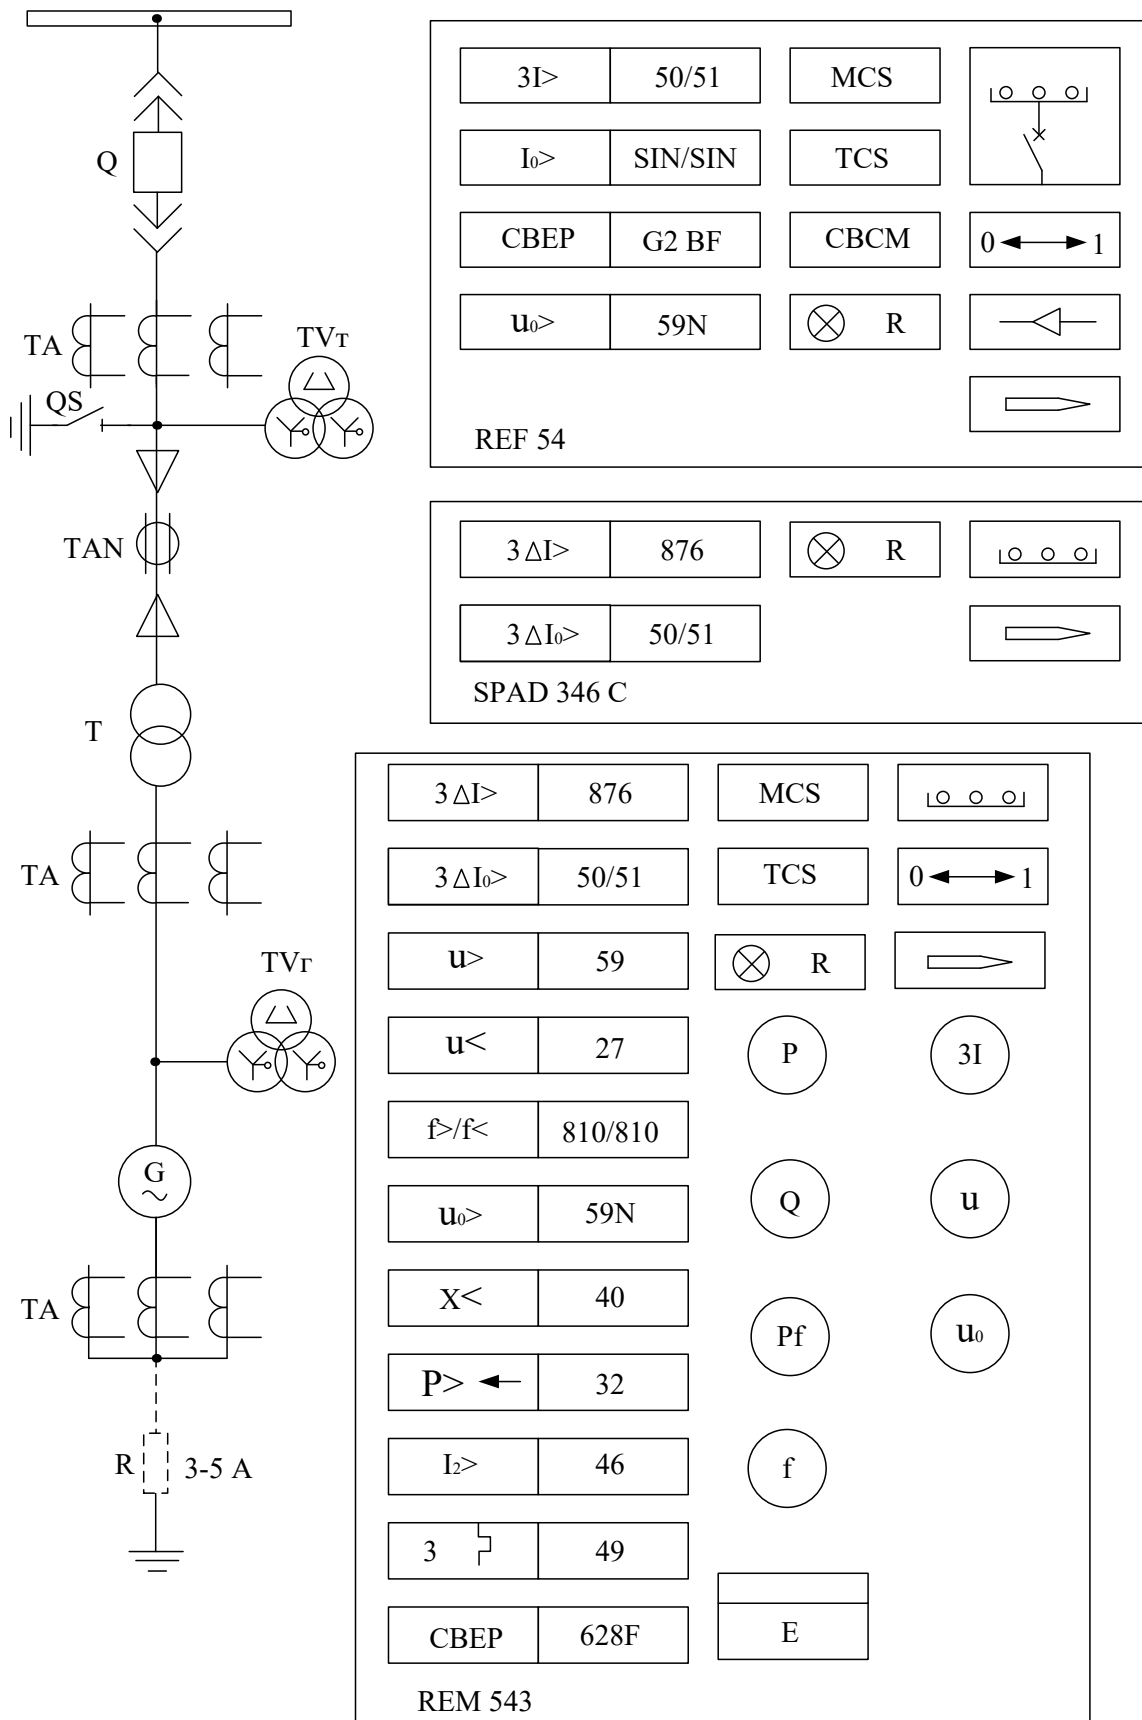 Q
TA
TVт
QS
TAN
T
TA
TVг
G
TA
R 3-5 A
3I> 50/51 MCS
I0> SIN/SIN TCS
CBEP G2 BF CBCM 0 1
u0> 59N R
REF 54
3 △I> 876 R
3 △I0> 50/51
SPAD 346 C
3 △I> 876 MCS
3 △I0> 50/51 TCS 0 1
u> 59 R
u< 27 P 3I
f>/f< 810/810
u0> 59N Q u
X< 40 Pf u0
P> 32
I2> 46 f
3 49
CBEP 628F E
REM 543